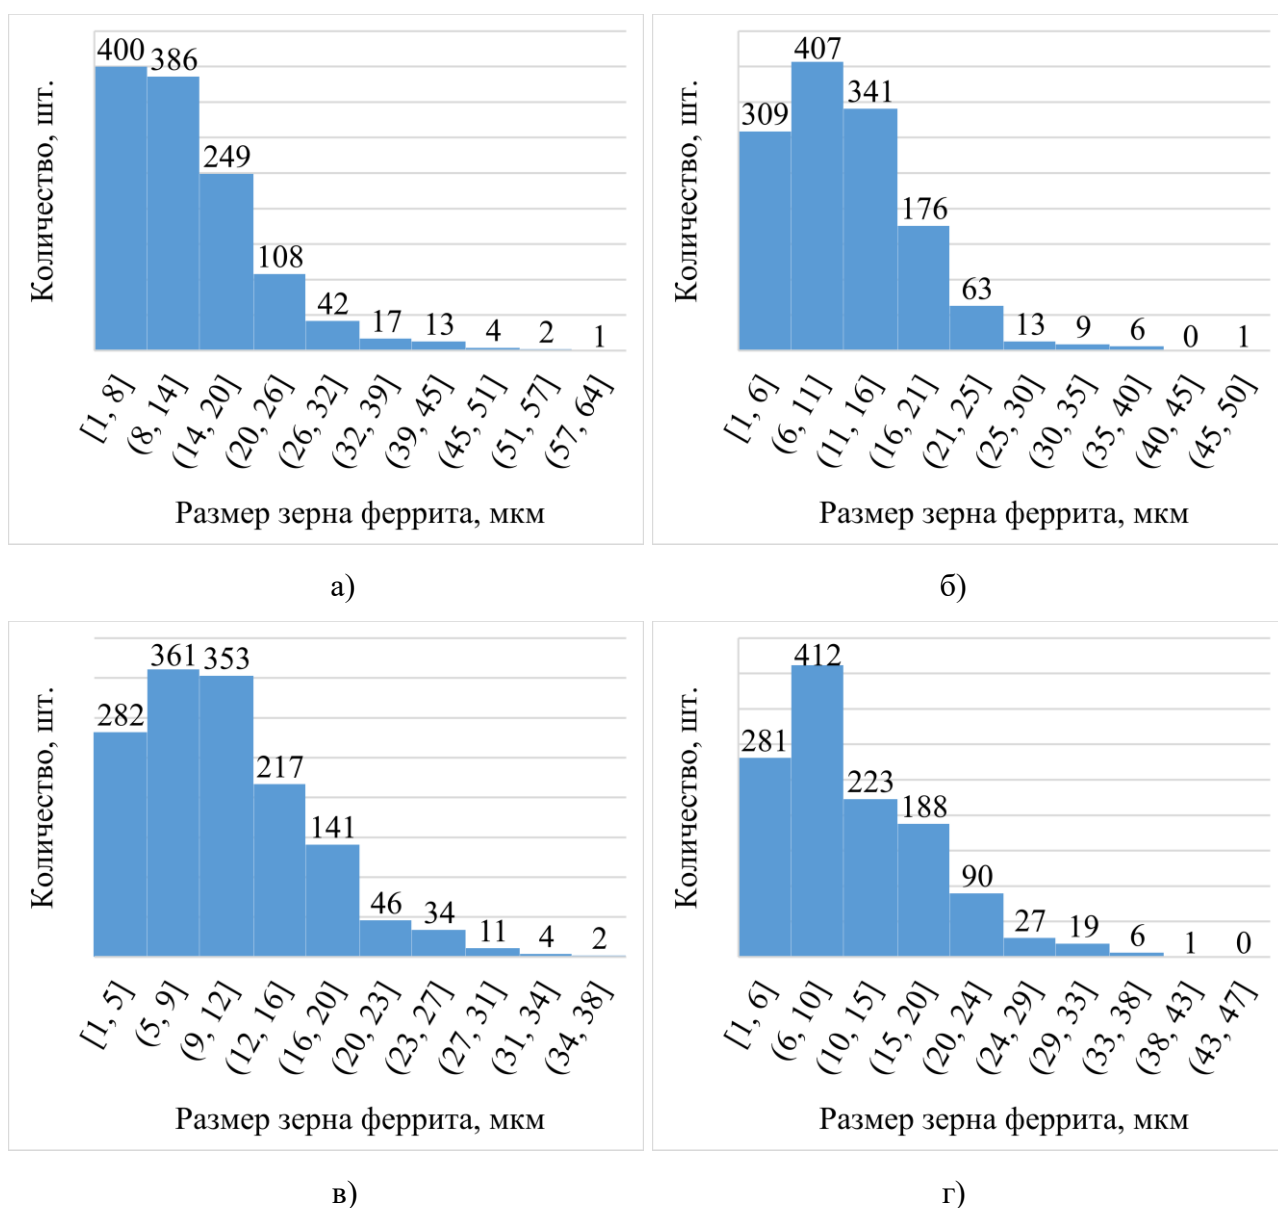 400 386 249 108 42 17 13 4 2 1
Количество, шт.
[1, 8] (8, 14] (14, 20] (20, 26] (26, 32] (32, 39] (39, 45] (45, 51] (51, 57] (57, 64]
Размер зерна феррита, мкм
а)
309 407 341 176 63 13 9 6 0 1
Количество, шт.
[1, 6] (6, 11] (11, 16] (16, 21] (21, 25] (25, 30] (30, 35] (35, 40] (40, 45] (45, 50]
Размер зерна феррита, мкм
б)
282 361 353 217 141 46 34 11 4 2
Количество, шт.
[1, 5] (5, 9] (9, 12] (12, 16] (16, 20] (20, 23] (23, 27] (27, 31] (31, 34] (34, 38]
Размер зерна феррита, мкм
в)
281 412 223 188 90 27 19 6 1 0
Количество, шт.
[1, 6] (6, 10] (10, 15] (15, 20] (20, 24] (24, 29] (29, 33] (33, 38] (38, 43] (43, 47]
Размер зерна феррита, мкм
г)